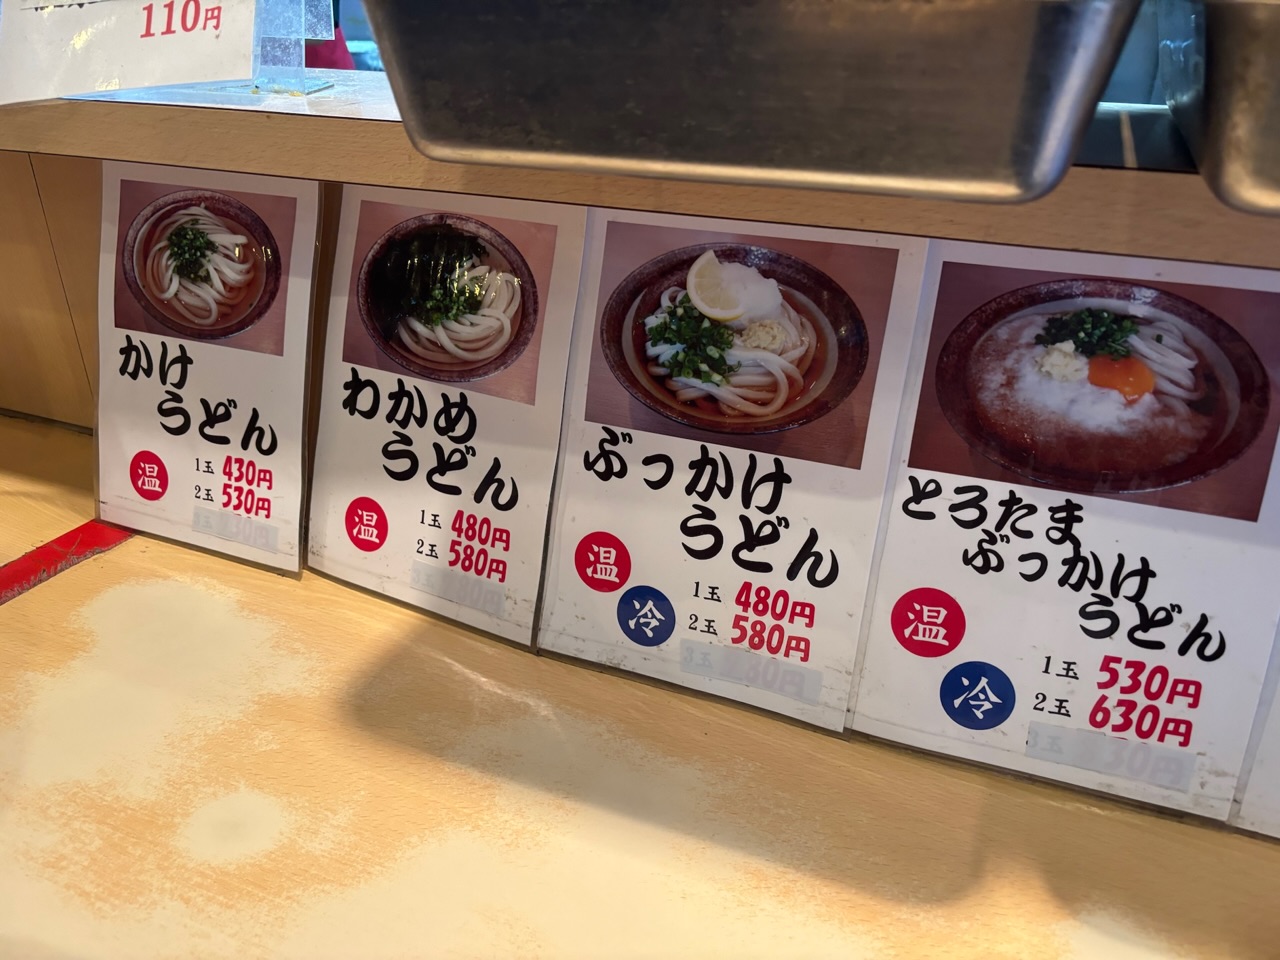 110円
かけ
うどん
温
1玉 430円
2玉 530円
わかめ
うどん
温
1玉 480円
2玉 580円
ぶっかけ
うどん
温
冷
1玉 480円
2玉 580円
とろたま
ぶっかけ
うどん
温
冷
1玉 530円
2玉 630円